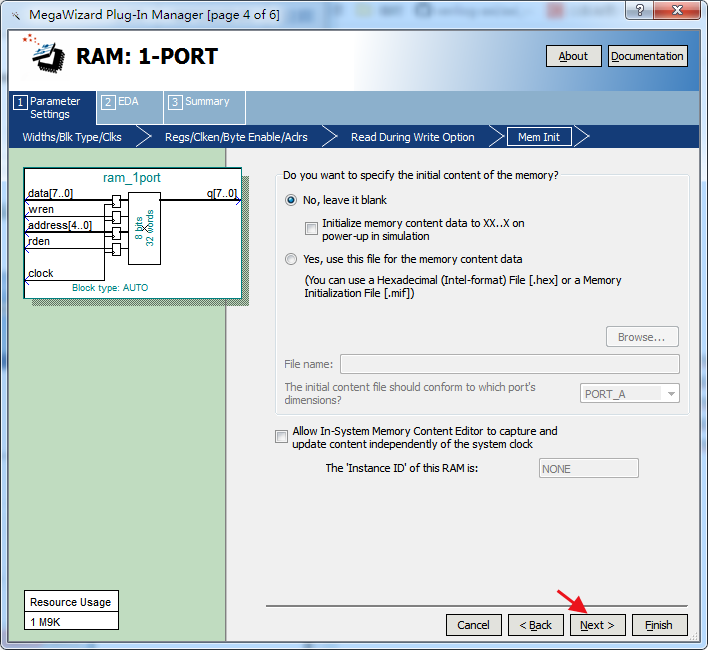 MegaWizard Plug-In Manager [page 4 of 6]
RAM: 1-PORT
About
Documentation
1 Parameter Settings
2 EDA
3 Summary
Widths/Blk Type/Clks
Regs/Clken/Byte Enable/Aclrs
Read During Write Option
Mem Init
ram_1port
data[7..0]
q[7..0]
wren
address[4..0]
rden
8 bits
32 words
clock
Block type: AUTO
Do you want to specify the initial content of the memory?
No, leave it blank
Initialize memory content data to XX..X on
power-up in simulation
Yes, use this file for the memory content data
(You can use a Hexadecimal (Intel-format) File [.hex] or a Memory
Initialization File [.mif])
Browse...
File name:
The initial content file should conform to which port's
dimensions?
PORT_A
Allow In-System Memory Content Editor to capture and
update content independently of the system clock
The 'Instance ID' of this RAM is:
NONE
Resource Usage
1 M9K
Cancel
< Back
Next >
Finish